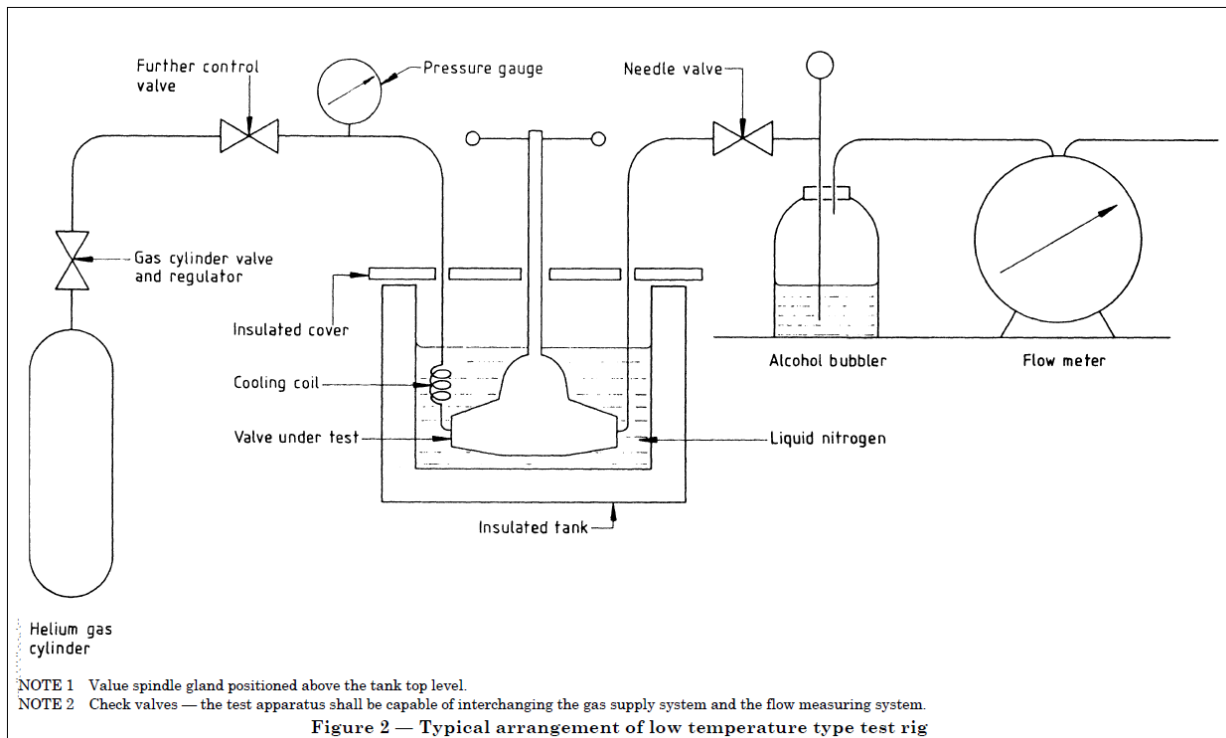 Further control
valve
Pressure gauge
Needle valve
Gas cylinder valve
and regulator
Insulated cover
Alcohol bubbler
Flow meter
Cooling coil
Valve under test
Liquid nitrogen
Insulated tank
Helium gas
cylinder
NOTE 1 Value spindle gland positioned above the tank top level.
NOTE 2 Check valves — the test apparatus shall be capable of interchanging the gas supply system and the flow measuring system.
Figure 2 — Typical arrangement of low temperature type test rig